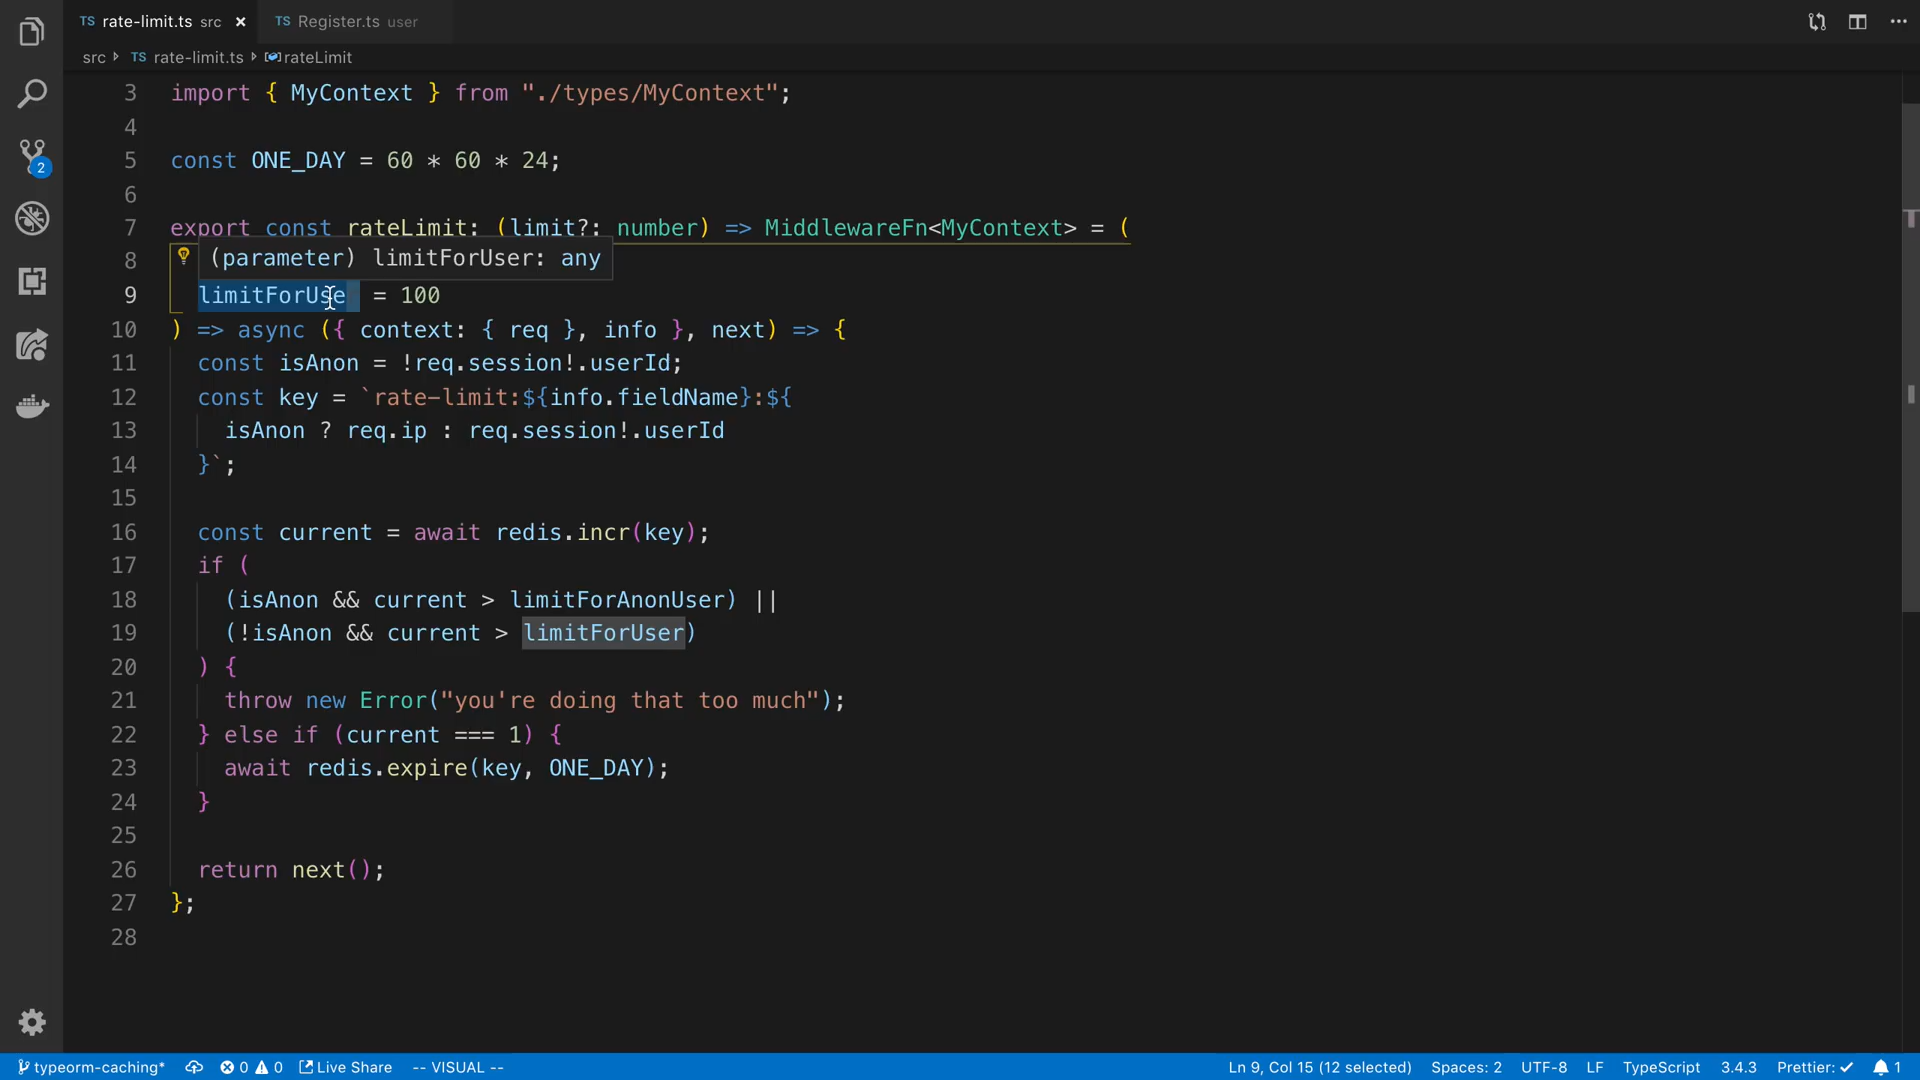 TS rate-limit.ts src × TS Register.ts user
src TS rate-limit.ts rateLimit
3 import { MyContext } from "./types/MyContext";
4
5 const ONE_DAY = 60 * 60 * 24;
6
7 export const rateLimit: (limit?: number) => MiddlewareFn<MyContext> = (
8 (parameter) limitForUser: any
9 limitForUse = 100
10 ) => async ({ context: { req }, info }, next) => {
11 const isAnon = !req.session!.userId;
12 const key = `rate-limit:${info.fieldName}:${
13 isAnon ? req.ip : req.session!.userId
14 }`;
15
16 const current = await redis.incr(key);
17 if (
18 (isAnon && current > limitForAnonUser) ||
19 (!isAnon && current > limitForUser)
20 ) {
21 throw new Error("you're doing that too much");
22 } else if (current === 1) {
23 await redis.expire(key, ONE_DAY);
24 }
25
26 return next();
27 };
28
2
typeorm-caching* 0 0 Live Share -- VISUAL -- Ln 9, Col 15 (12 selected) Spaces: 2 UTF-8 LF TypeScript 3.4.3 Prettier: ✓ 1